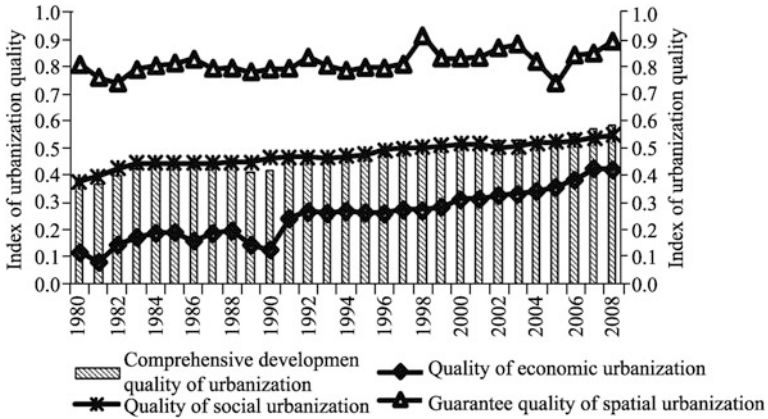 1.0 1.0
0.9 0.9
0.8 0.8
0.7 0.7
0.6 0.6
0.5 0.5
0.4 0.4
0.3 0.3
0.2 0.2
0.1 0.1
0.0 0.0
Index of urbanization quality
Index of urbanization quality
1980 1982 1984 1986 1988 1990 1992 1994 1996 1998 2000 2002 2004 2006 2008
Comprehensive developmen
quality of urbanization
Quality of economic urbanization
Quality of social urbanization
Guarantee quality of spatial urbanization